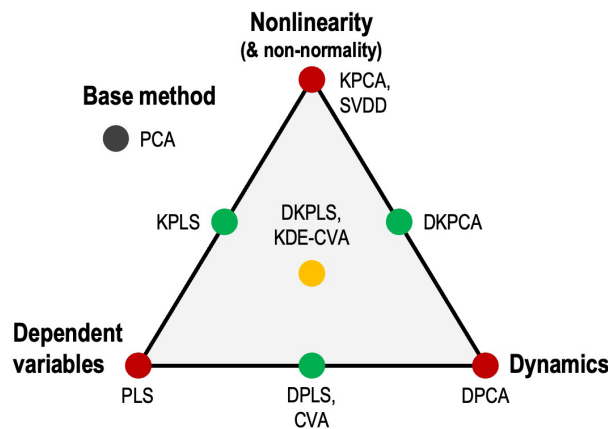 Nonlinearity
(& non-normality)
KPCA,
SVDD
Base method
PCA
KPLS
DKPLS,
KDE-CVA
DKPCA
Dependent
variables
Dynamics
PLS
DPLS,
CVA
DPCA